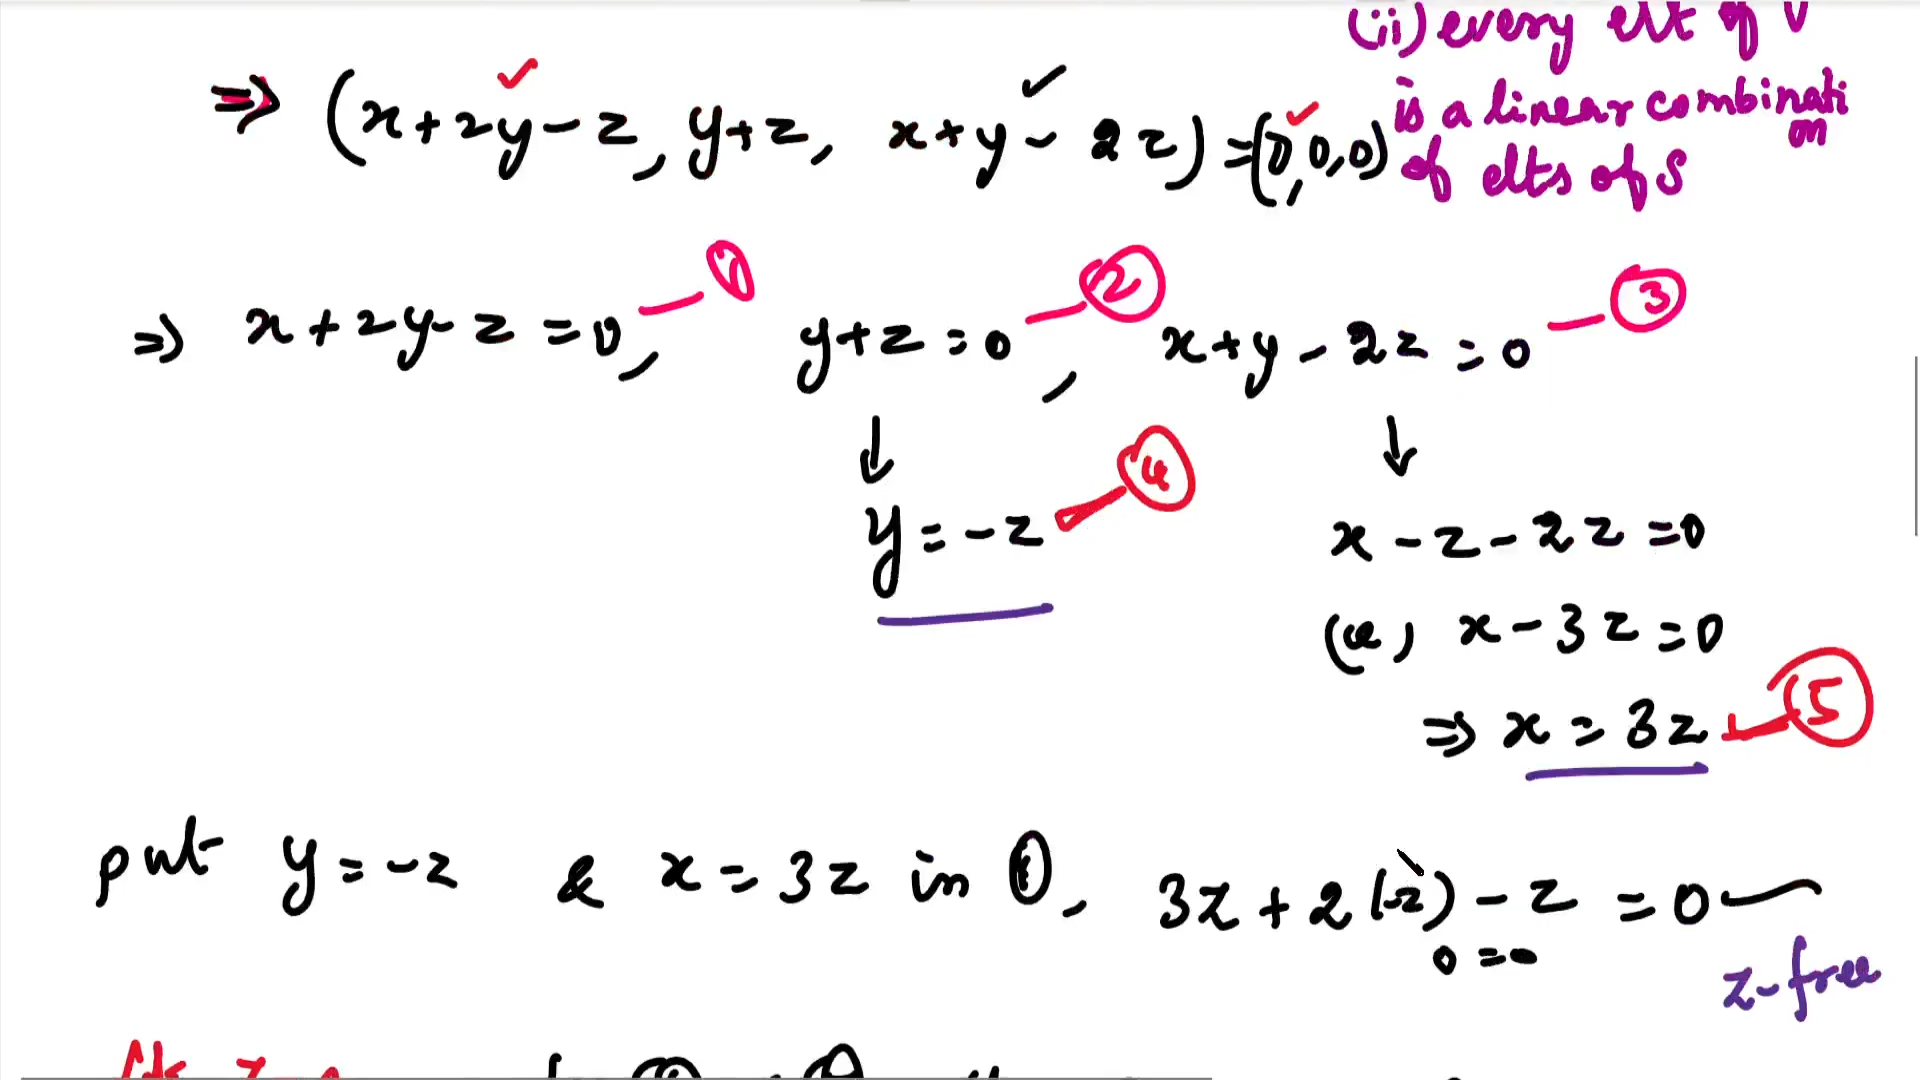 (ii) every elt of V
is a linear combinati
on
of elts of S
=> (x+2y-z, y+z, x+y-2z) = (0,0,0)
=> x+2y-z=0, — ① y+z=0, — ② x+y-2z=0 — ③
↓ ↓
y=-z — ④ x-z-2z=0
(ie) x-3z=0
=> x=3z — ⑤
put y=-z & x=3z in ①, 3z+2(-z)-z=0
0=0
z-free